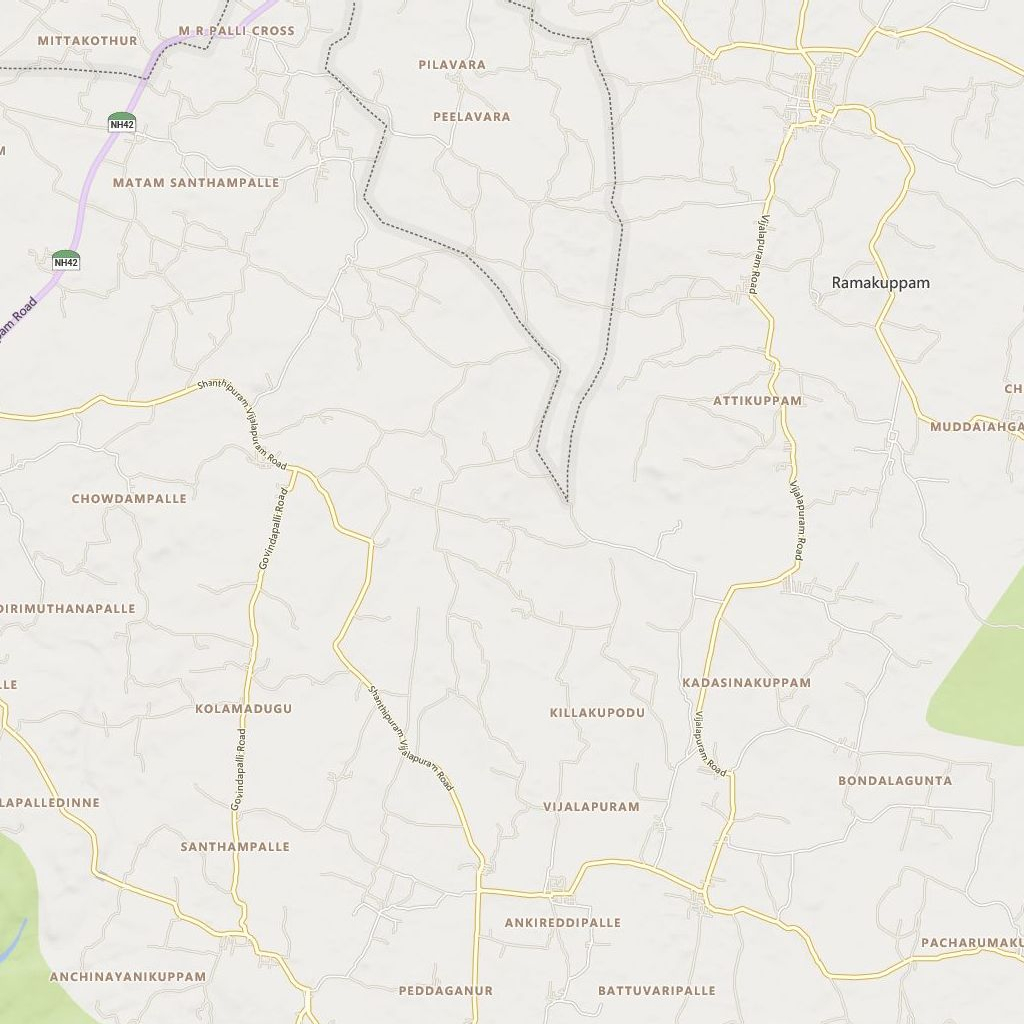 M R PALLI CROSS
MITTAKOTHUR
PILAVARA
PEELAVARA
NH42
MATAM SANTHAMPALLE
Vijalapuram Road
NH42
Ramakuppam
am Road
Shanthipuram Vijalapuram Road
ATTIKUPPAM
CH
MUDDAIAHGA
CHOWDAMPALLE
Govindapalli Road
Vijalapuram Road
DIRIMUTHANAPALLE
LLE
KADASINAKUPPAM
KOLAMADUGU
KILLAKUPODU
Shanthipuram Vijalapuram Road
Vijalapuram Road
Govindapalli Road
BONDALAGUNTA
LAPALLEDINNE
VIJALAPURAM
SANTHAMPALLE
ANKIREDDIPALLE
PACHARUMAKU
ANCHINAYANIKUPPAM
PEDDAGANUR
BATTUVARIPALLE